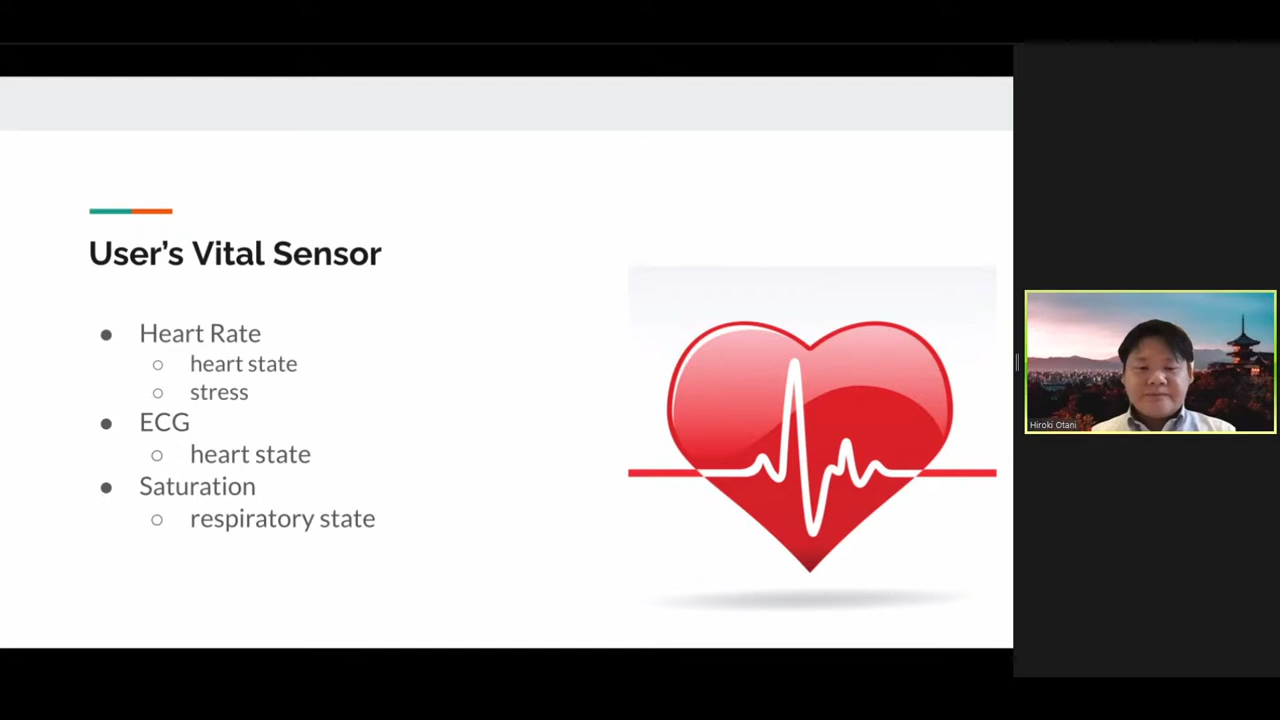 User's Vital Sensor
● Heart Rate
○ heart state
○ stress
● ECG
○ heart state
● Saturation
○ respiratory state
Hiroki Otani